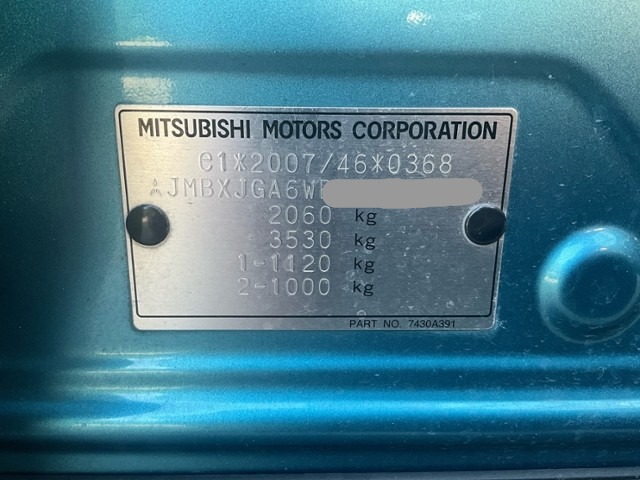 MITSUBISHI MOTORS CORPORATION
C1*2007/46*0368
JMBXJGA6W
2060 kg
3530 kg
1-1120 kg
2-1000 kg
PART NO. 7430A391